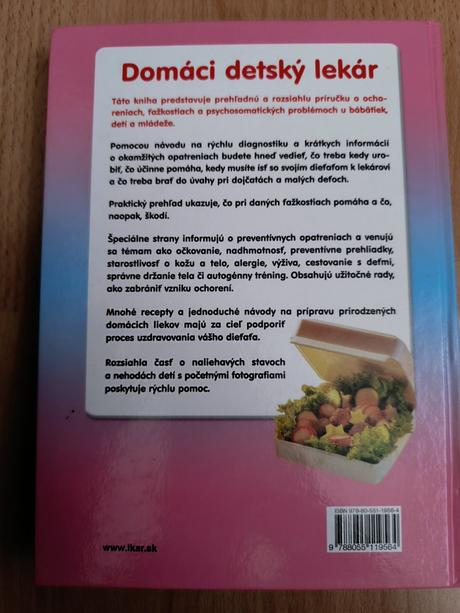 Domáci detský lekár
Táto kniha predstavuje prehľadnú a rozsiahlu príručku o ocho-
reniach, ťažkostiach a psychosomatických problémoch u bábätiek,
detí a mládeže.
Pomocou návodu na rýchlu diagnostiku a krátkych informácií
o okamžitých opatreniach budete hneď vedieť, čo treba kedy uro-
biť, čo účinne pomáha, kedy musíte ísť so svojím dieťaťom k lekárovi
a čo treba brať do úvahy pri dojčatách a malých deťoch.
Praktický prehľad ukazuje, čo pri daných ťažkostiach pomáha a čo,
naopak, škodí.
Špeciálne strany informujú o preventívnych opatreniach a venujú
sa témam ako očkovanie, nadhmotnosť, preventívne prehliadky,
starostlivosť o kožu a telo, alergie, výživa, cestovanie s deťmi,
správne držanie tela či autogénny tréning. Obsahujú užitočné rady,
ako zabrániť vzniku ochorení.
Mnohé recepty a jednoduché návody na prípravu prirodzených
domácich liekov majú za cieľ podporiť
proces uzdravovania vášho dieťaťa.
Rozsiahla časť o naliehavých stavoch
a nehodách detí s početnými fotografiami
poskytuje rýchlu pomoc.
ISBN 978-80-551-1956-4
9 788055 119564
www.ikar.sk